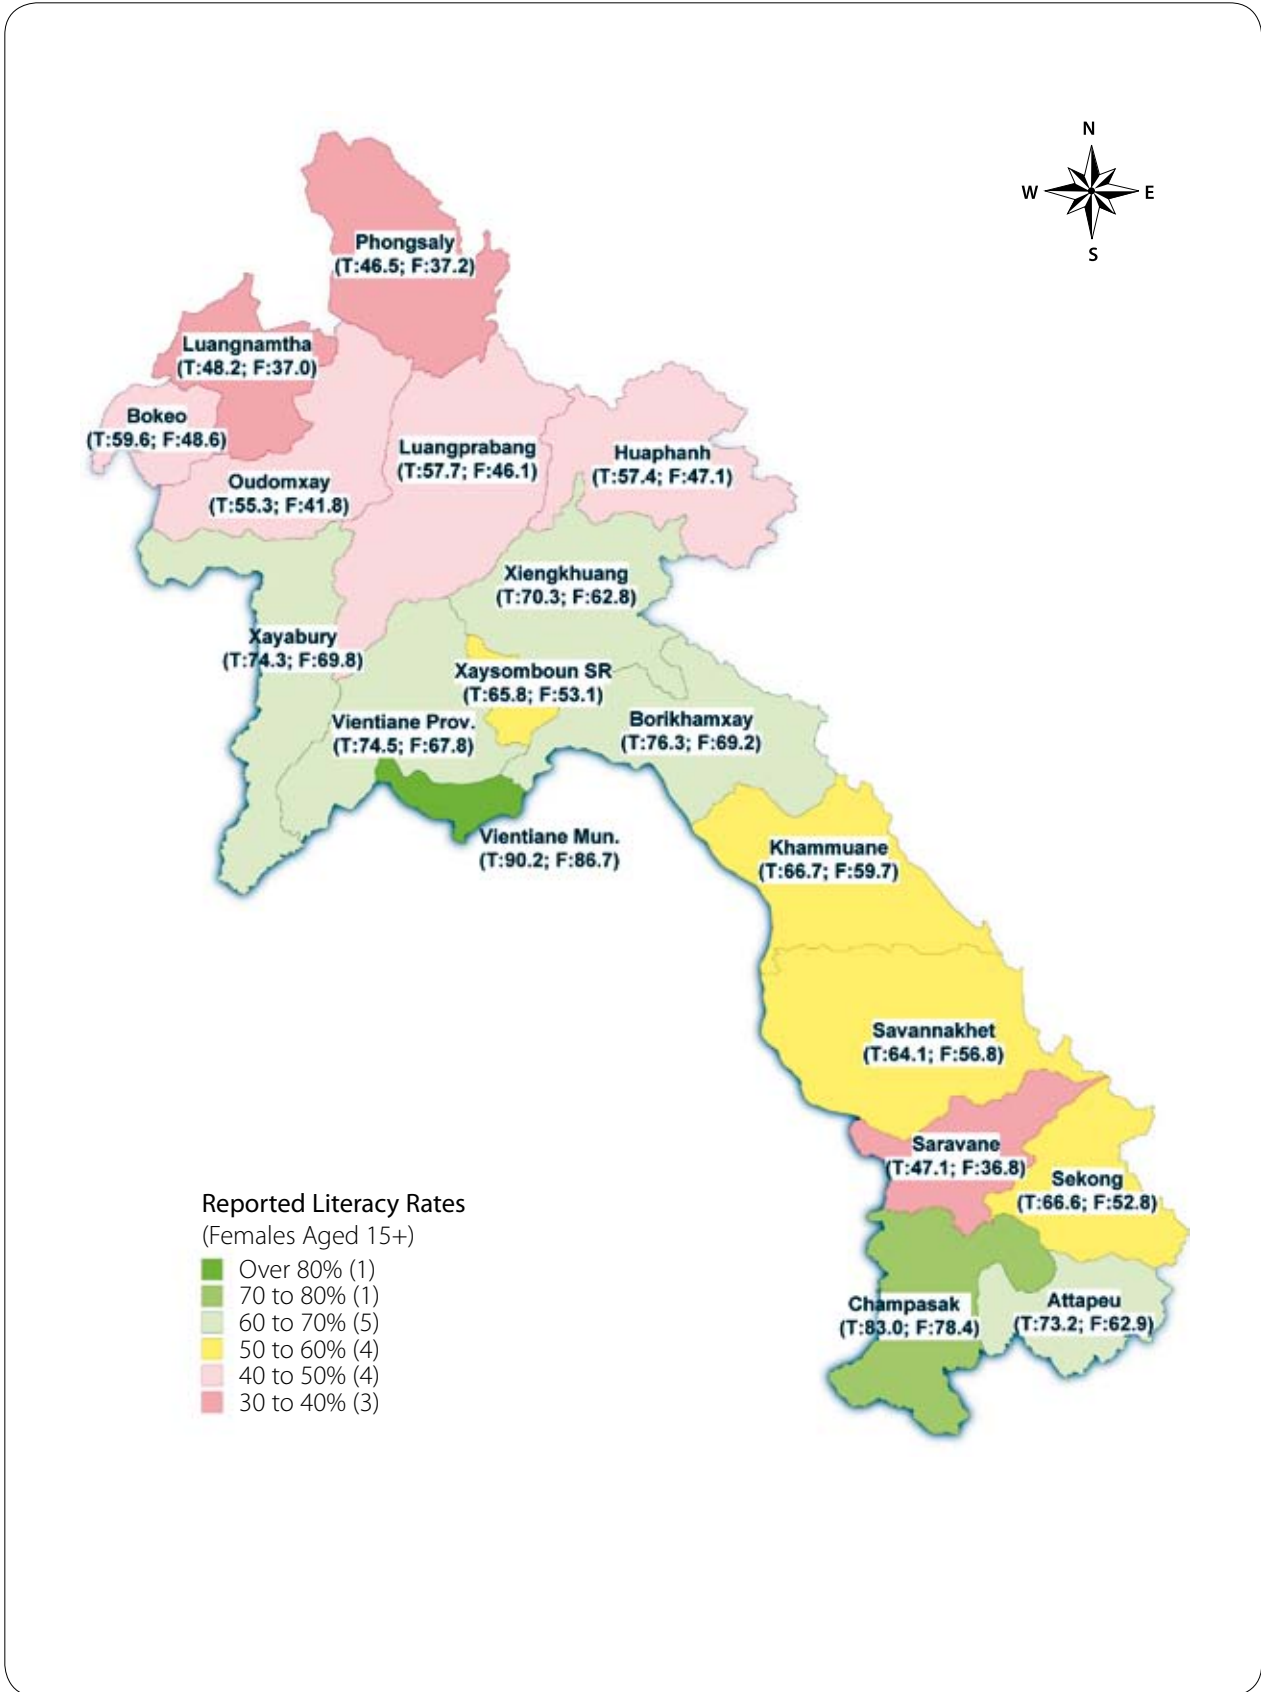 N
W E
S
Phongsaly
(T:46.5; F:37.2)
Luangnamtha
(T:48.2; F:37.0)
Bokeo
(T:59.6; F:48.6)
Luangprabang
(T:57.7; F:46.1)
Huaphanh
(T:57.4; F:47.1)
Oudomxay
(T:55.3; F:41.8)
Xiengkhuang
(T:70.3; F:62.8)
Xayabury
(T:74.3; F:69.8)
Xaysomboun SR
(T:65.8; F:53.1)
Vientiane Prov.
(T:74.5; F:67.8)
Borikhamxay
(T:76.3; F:69.2)
Vientiane Mun.
(T:90.2; F:86.7)
Khammuane
(T:66.7; F:59.7)
Savannakhet
(T:64.1; F:56.8)
Saravane
(T:47.1; F:36.8)
Sekong
(T:66.6; F:52.8)
Champasak
(T:83.0; F:78.4)
Attapeu
(T:73.2; F:62.9)
Reported Literacy Rates
(Females Aged 15+)
Over 80% (1)
70 to 80% (1)
60 to 70% (5)
50 to 60% (4)
40 to 50% (4)
30 to 40% (3)